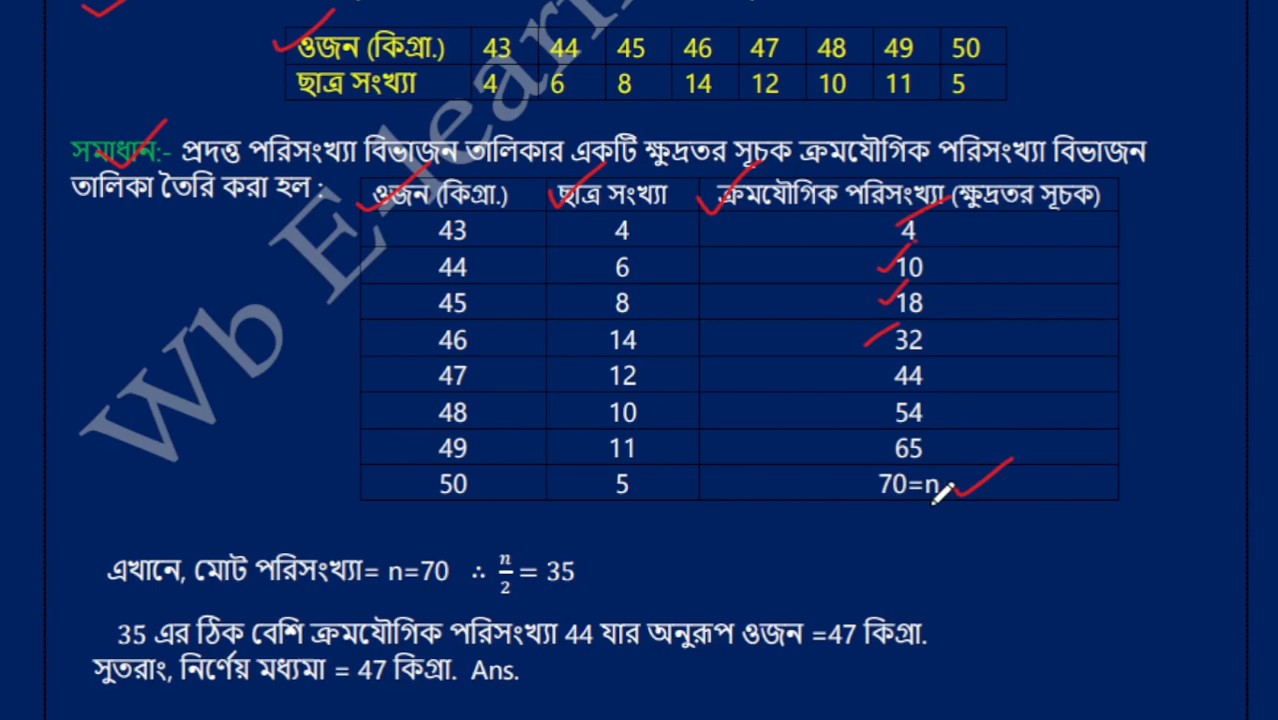 ওজন (কিগ্রা.) 43 44 45 46 47 48 49 50
ছাত্র সংখ্যা 4 6 8 14 12 10 11 5
সমাধান:- প্রদত্ত পরিসংখ্যা বিভাজন তালিকার একটি ক্ষুদ্রতর সূচক ক্রমযৌগিক পরিসংখ্যা বিভাজন
তালিকা তৈরি করা হল :
ওজন (কিগ্রা.) ছাত্র সংখ্যা ক্রমযৌগিক পরিসংখ্যা (ক্ষুদ্রতর সূচক)
43 4 4
44 6 10
45 8 18
46 14 32
47 12 44
48 10 54
49 11 65
50 5 70=n
এখানে, মোট পরিসংখ্যা= n=70 ∴ n/2 = 35
35 এর ঠিক বেশি ক্রমযৌগিক পরিসংখ্যা 44 যার অনুরূপ ওজন =47 কিগ্রা.
সুতরাং, নির্ণেয় মধ্যমা = 47 কিগ্রা. Ans.
Wb E learni